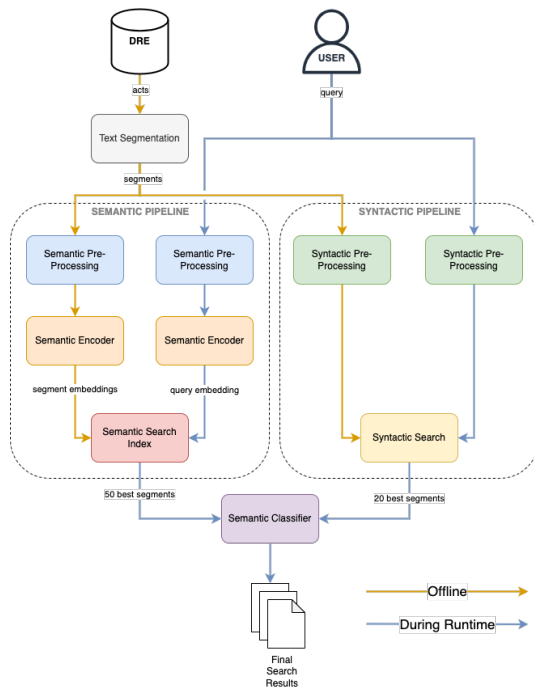 DRE
USER
acts
query
Text Segmentation
segments
SEMANTIC PIPELINE
SYNTACTIC PIPELINE
Semantic Pre-
Processing
Semantic Pre-
Processing
Syntactic Pre-
Processing
Syntactic Pre-
Processing
Semantic Encoder
Semantic Encoder
segment embeddings
query embedding
Semantic Search
Index
Syntactic Search
50 best segments
20 best segments
Semantic Classifier
Offline
During Runtime
Final
Search
Results